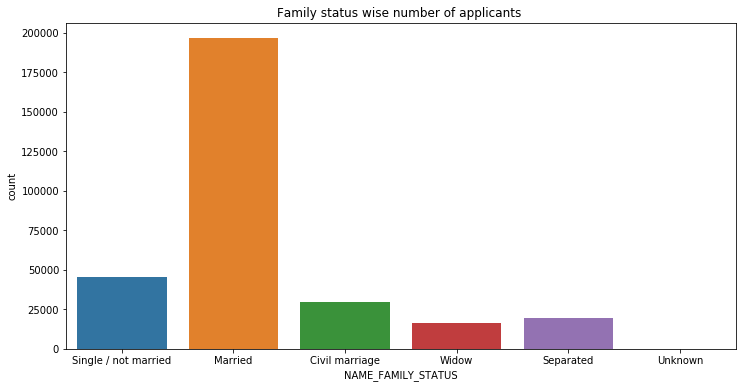 Family status wise number of applicants
200000
175000
150000
125000
100000
75000
50000
25000
0
count
Single / not married Married Civil marriage Widow Separated Unknown
NAME_FAMILY_STATUS